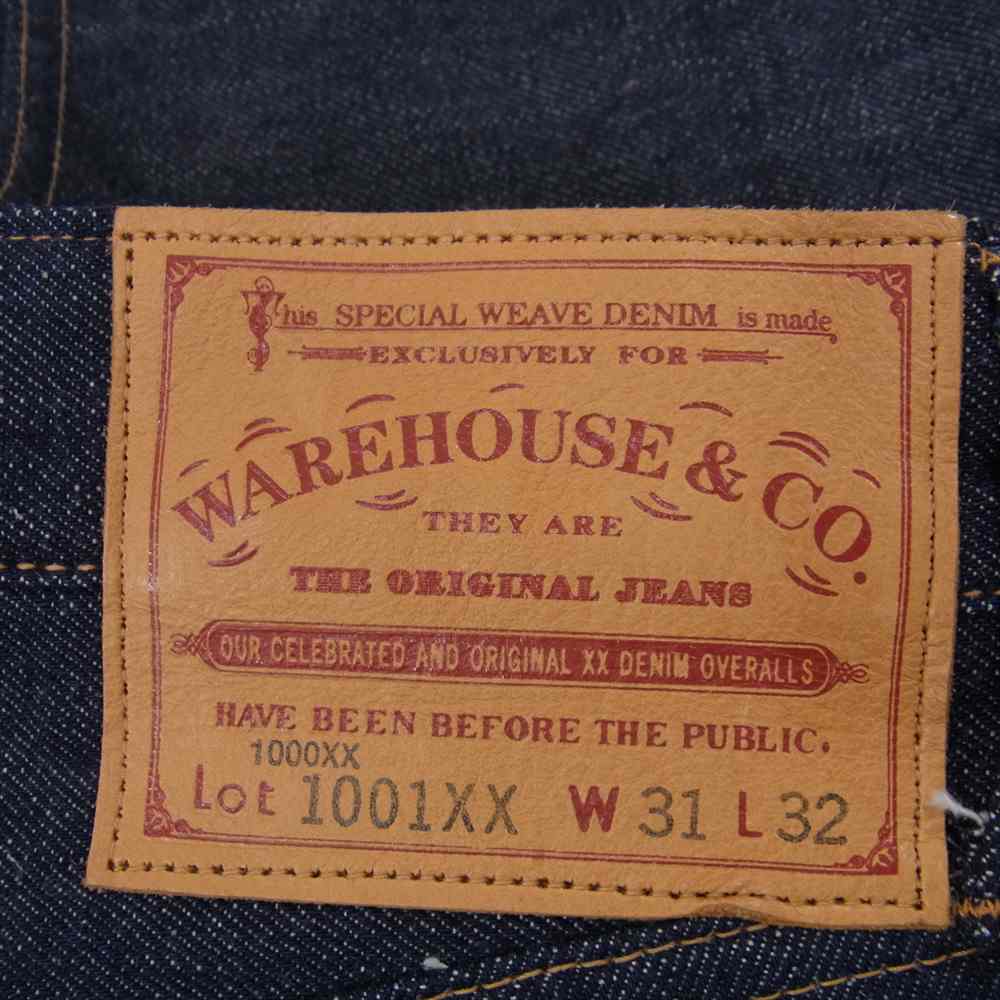 This SPECIAL WEAVE DENIM is made
EXCLUSIVELY FOR
WAREHOUSE & CO.
THEY ARE
THE ORIGINAL JEANS
OUR CELEBRATED AND ORIGINAL XX DENIM OVERALLS
HAVE BEEN BEFORE THE PUBLIC.
1000XX
Lot 1001XX W 31 L 32